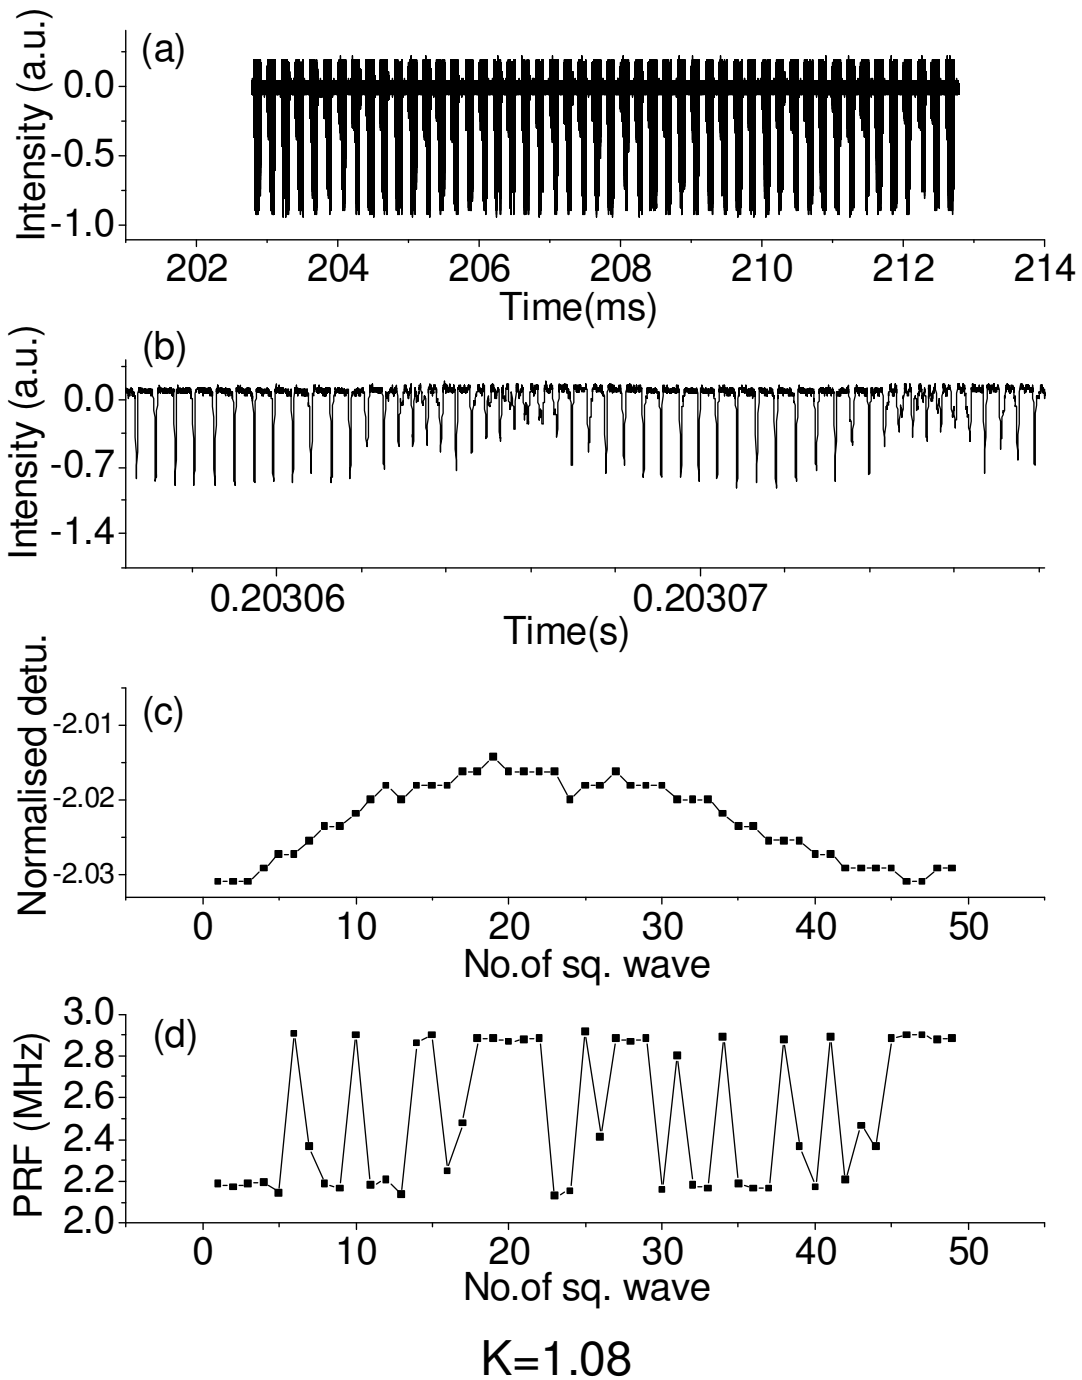 (a)
Intensity (a.u.)
0.0
-0.5
-1.0
202 204 206 208 210 212 214
Time(ms)
(b)
Intensity (a.u.)
0.0
-0.7
-1.4
0.20306 0.20307
Time(s)
(c)
Normalised detu.
-2.01
-2.02
-2.03
0 10 20 30 40 50
No.of sq. wave
(d)
PRF (MHz)
3.0
2.8
2.6
2.4
2.2
2.0
0 10 20 30 40 50
No.of sq. wave
K=1.08